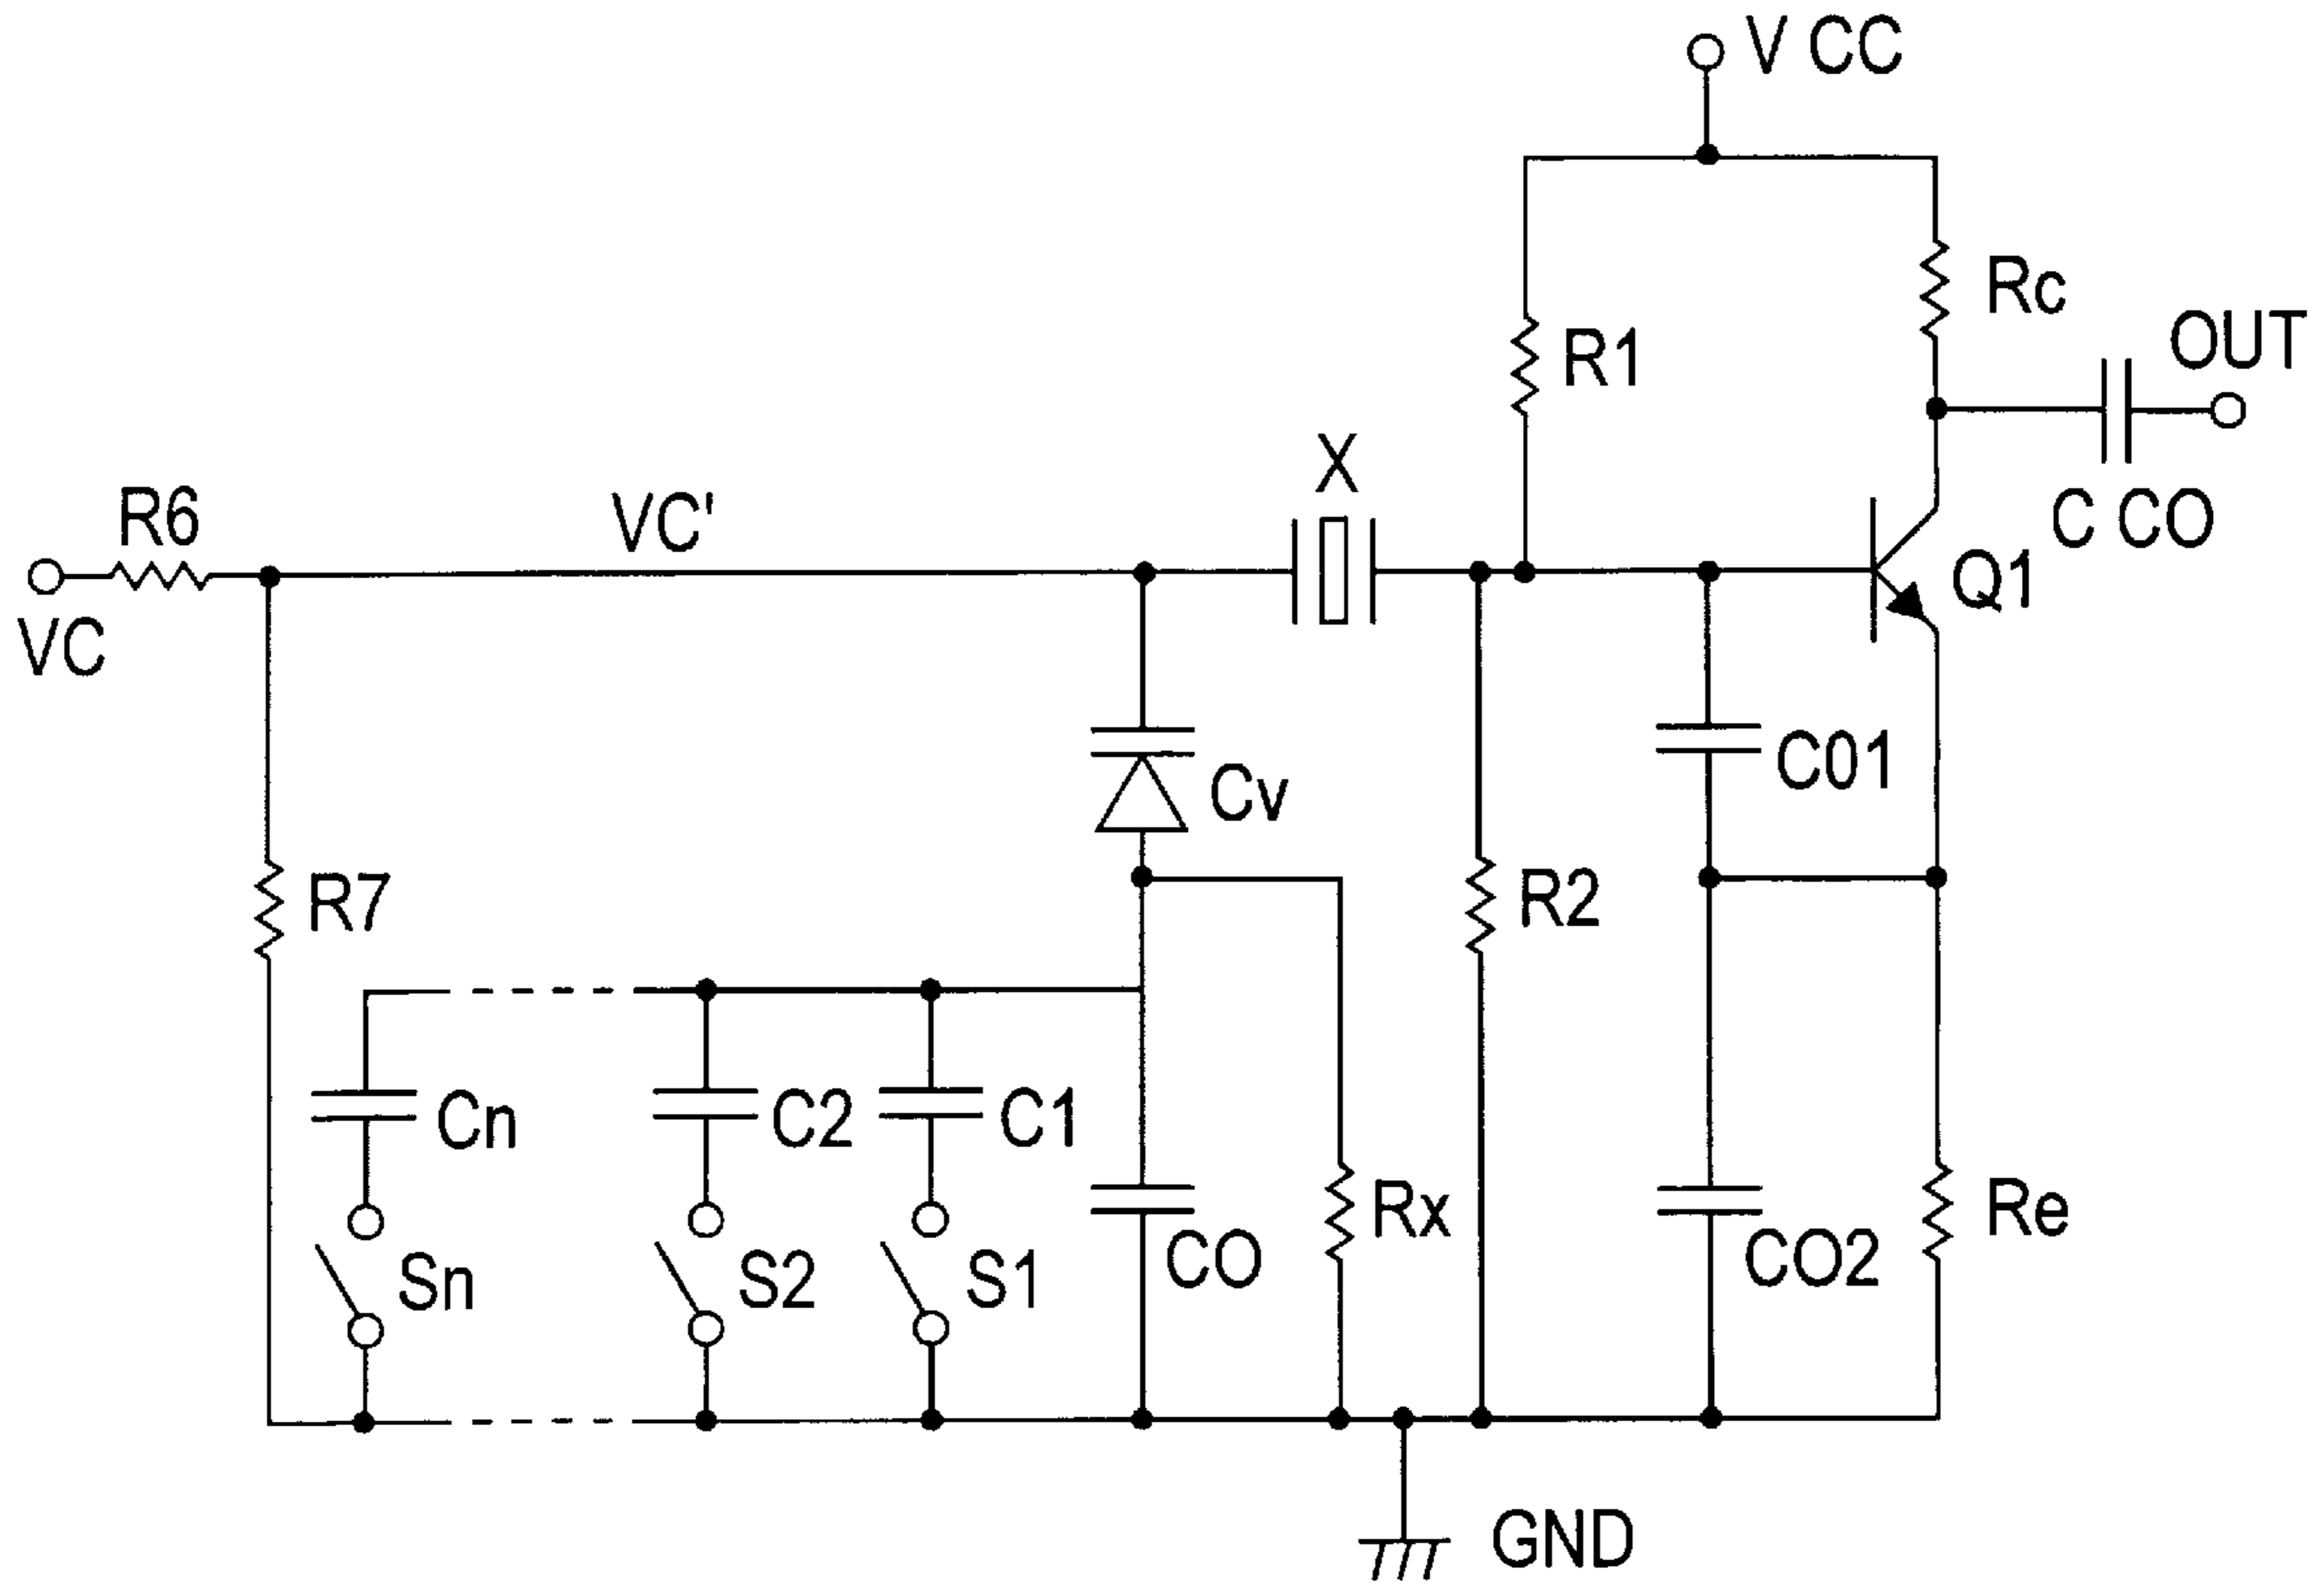 V CC
Rc
OUT
R1
X
R6
VC'
C CO
Q1
VC
C01
Cv
R7
R2
Cn
C2
C1
Rx
Re
CO
CO2
Sn
S2
S1
GND